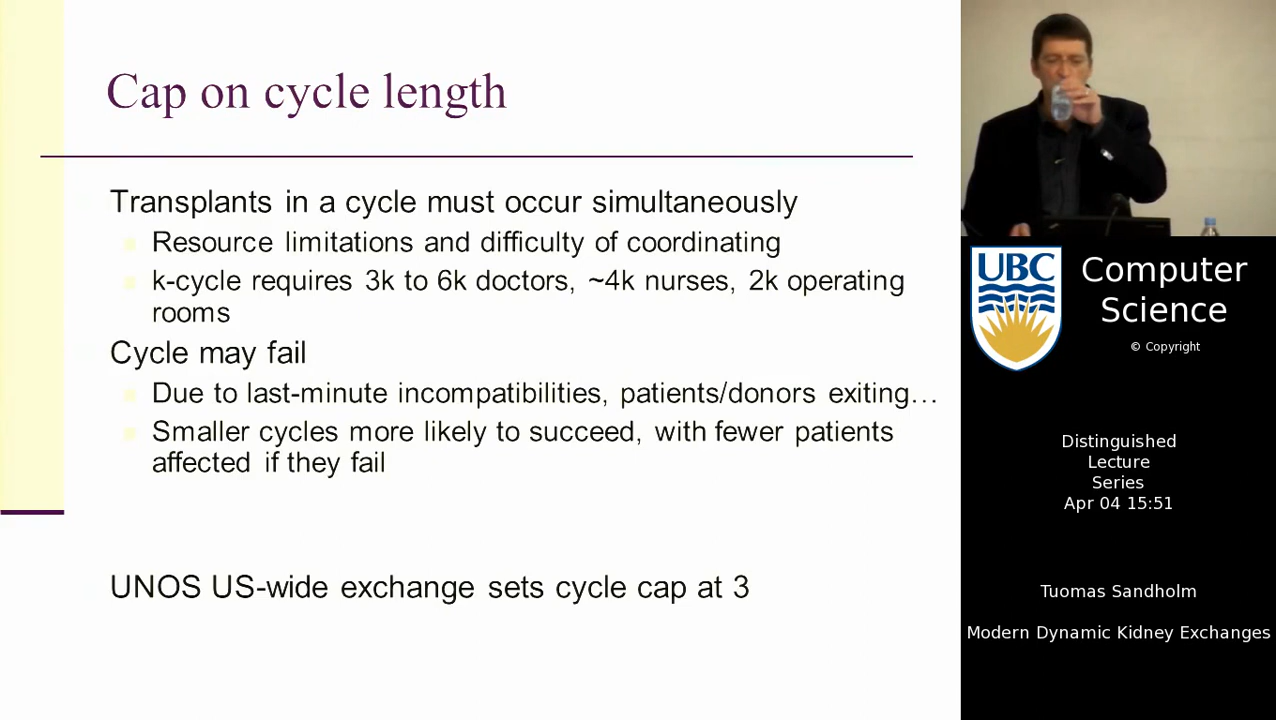 Cap on cycle length
Transplants in a cycle must occur simultaneously
Resource limitations and difficulty of coordinating
k-cycle requires 3k to 6k doctors, ~4k nurses, 2k operating
rooms
Cycle may fail
Due to last-minute incompatibilities, patients/donors exiting…
Smaller cycles more likely to succeed, with fewer patients
affected if they fail
UNOS US-wide exchange sets cycle cap at 3
UBC
Computer
Science
© Copyright
Distinguished
Lecture
Series
Apr 04 15:51
Tuomas Sandholm
Modern Dynamic Kidney Exchanges